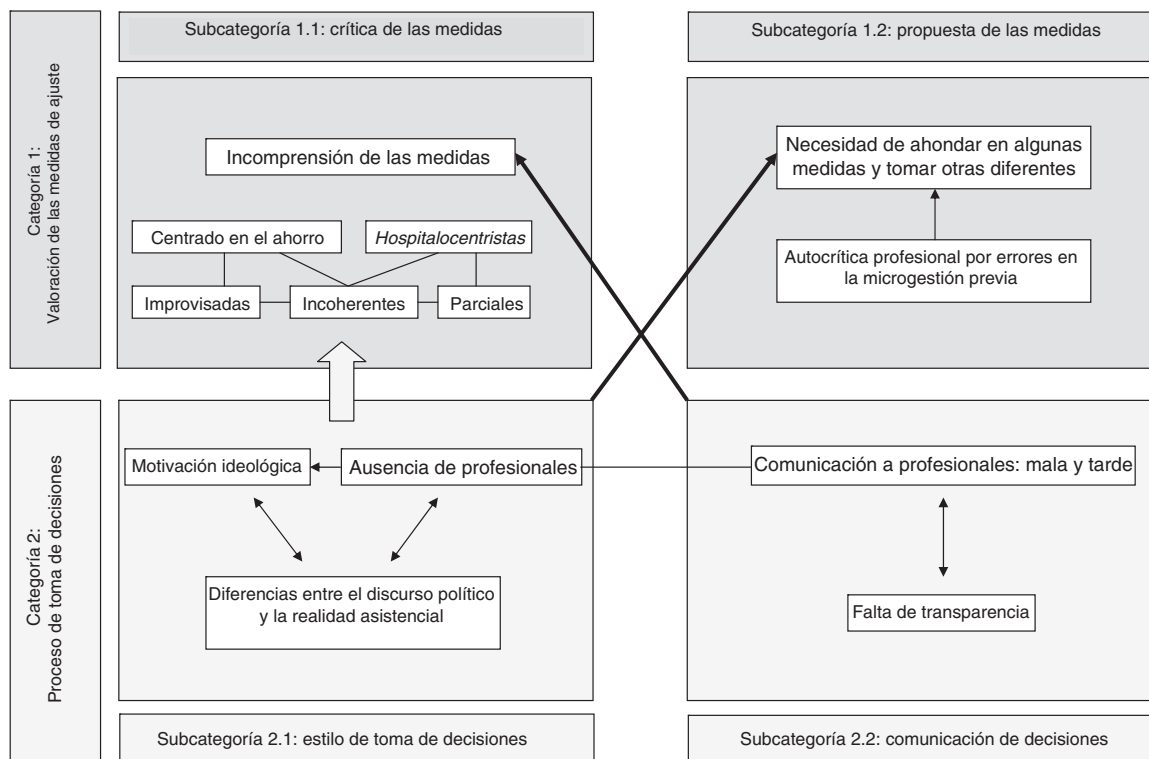 Categoría 1:
Valoración de las medidas de ajuste
Subcategoría 1.1: crítica de las medidas
Subcategoría 1.2: propuesta de las medidas
Incomprensión de las medidas
Centrado en el ahorro
Hospitalocentristas
Improvisadas
Incoherentes
Parciales
Necesidad de ahondar en algunas
medidas y tomar otras diferentes
Autocrítica profesional por errores en
la microgestión previa
Categoría 2:
Proceso de toma de decisiones
Motivación ideológica
Ausencia de profesionales
Diferencias entre el discurso político
y la realidad asistencial
Comunicación a profesionales: mala y tarde
Falta de transparencia
Subcategoría 2.1: estilo de toma de decisiones
Subcategoría 2.2: comunicación de decisiones